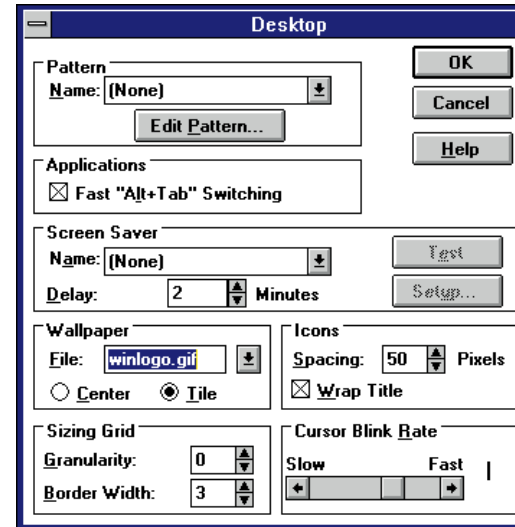 Desktop
Pattern
Name: (None)
Edit Pattern...
OK
Cancel
Help
Applications
Fast "Alt+Tab" Switching
Screen Saver
Name: (None)
Delay: 2 Minutes
Test
Setup...
Wallpaper
File: winlogo.gif
Center Tile
Icons
Spacing: 50 Pixels
Wrap Title
Sizing Grid
Granularity: 0
Border Width: 3
Cursor Blink Rate
Slow Fast